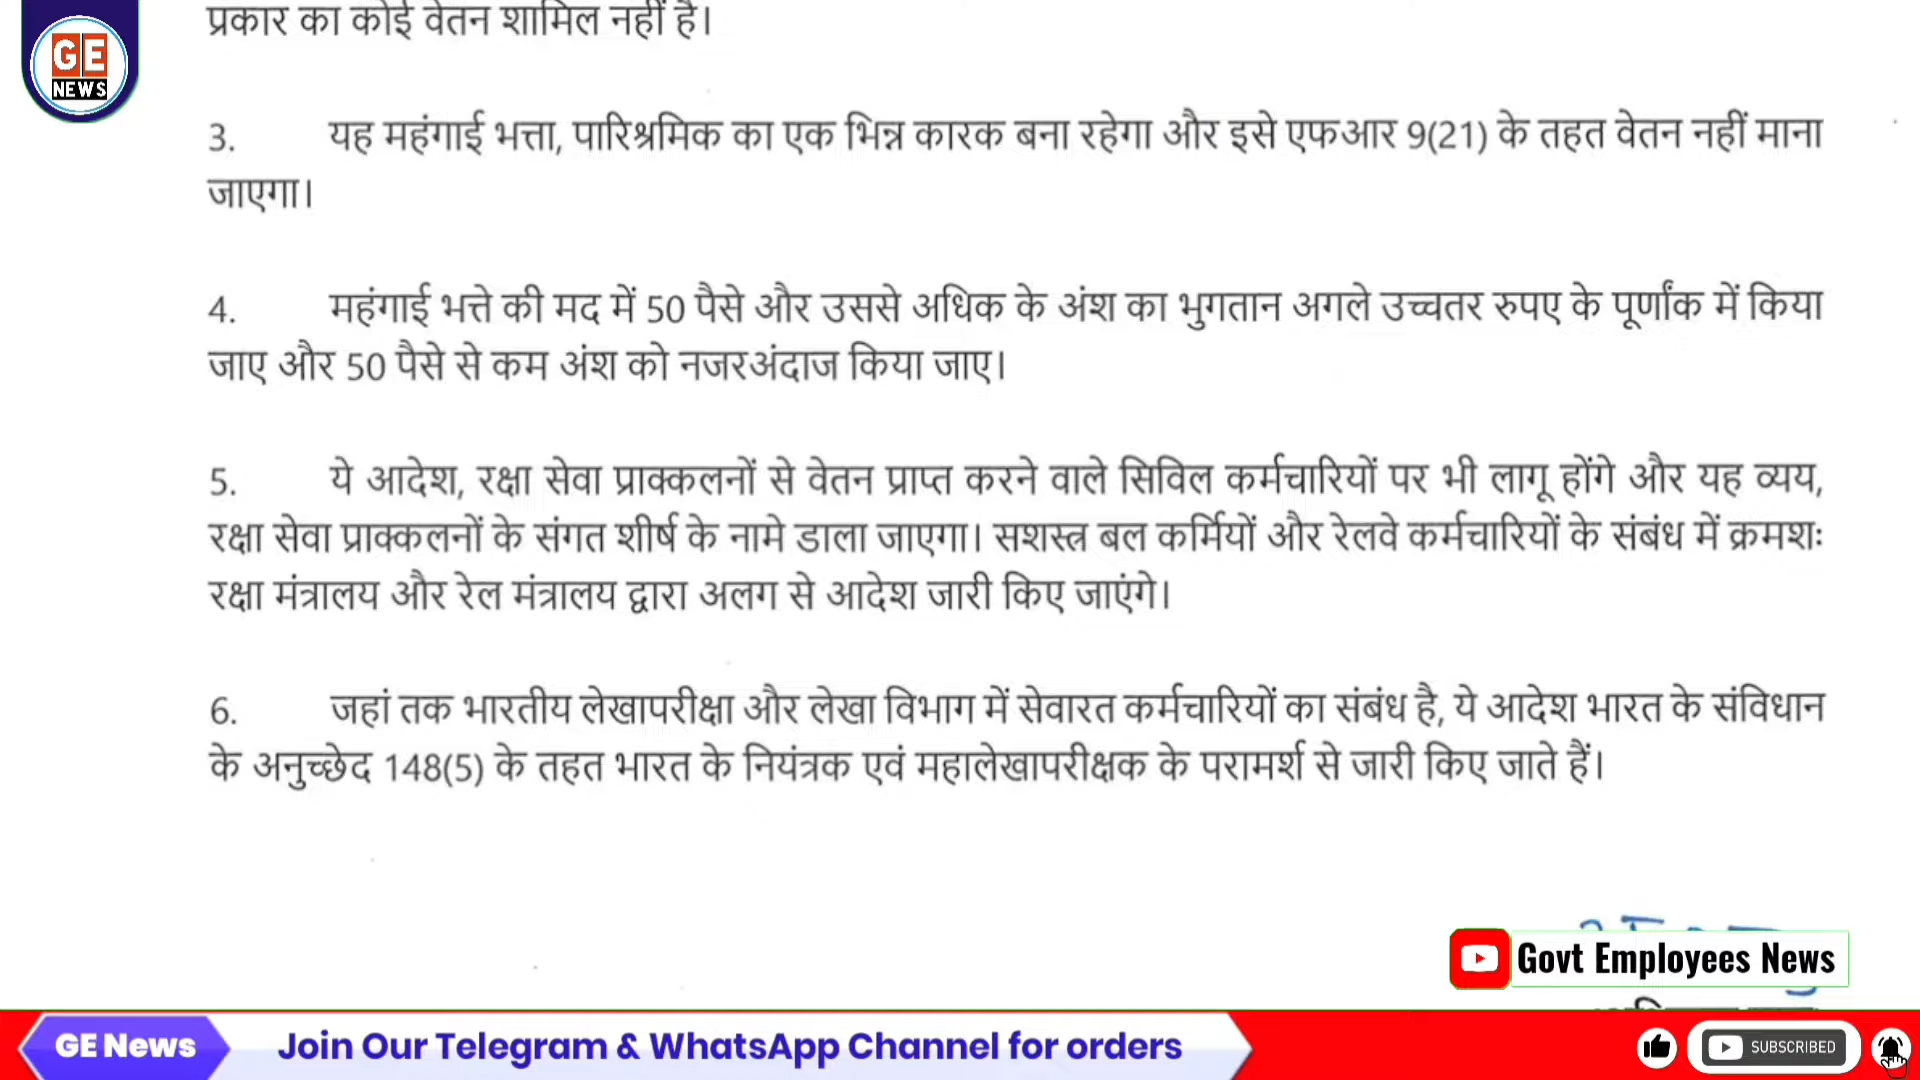 प्रकार का कोई वेतन शामिल नहीं है।
GE
NEWS
3. यह महंगाई भत्ता, पारिश्रमिक का एक भिन्न कारक बना रहेगा और इसे एफआर 9(21) के तहत वेतन नहीं माना
जाएगा।
4. महंगाई भत्ते की मद में 50 पैसे और उससे अधिक के अंश का भुगतान अगले उच्चतर रुपए के पूर्णांक में किया
जाए और 50 पैसे से कम अंश को नजरअंदाज किया जाए।
5. ये आदेश, रक्षा सेवा प्राक्कलनों से वेतन प्राप्त करने वाले सिविल कर्मचारियों पर भी लागू होंगे और यह व्यय,
रक्षा सेवा प्राक्कलनों के संगत शीर्ष के नामे डाला जाएगा। सशस्त्र बल कर्मियों और रेलवे कर्मचारियों के संबंध में क्रमशः
रक्षा मंत्रालय और रेल मंत्रालय द्वारा अलग से आदेश जारी किए जाएंगे।
6. जहां तक भारतीय लेखापरीक्षा और लेखा विभाग में सेवारत कर्मचारियों का संबंध है, ये आदेश भारत के संविधान
के अनुच्छेद 148(5) के तहत भारत के नियंत्रक एवं महालेखापरीक्षक के परामर्श से जारी किए जाते हैं।
Govt Employees News
GE News
Join Our Telegram & WhatsApp Channel for orders
SUBSCRIBED